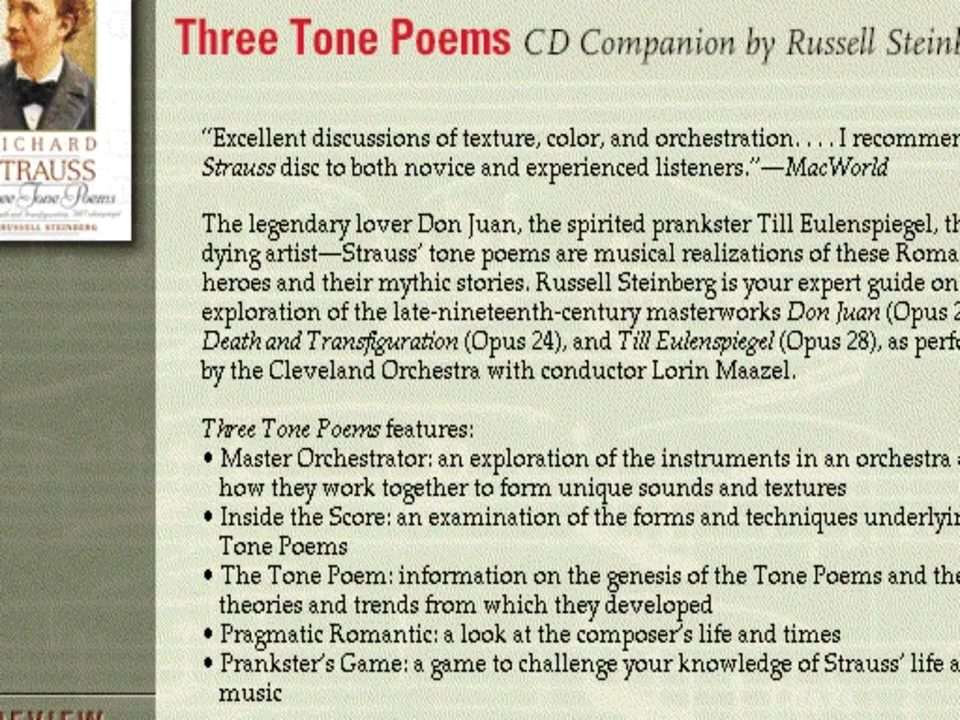 Three Tone Poems CD Companion by Russell Steinb
RICHARD
STRAUSS
Three Tone Poems
RUSSELL STEINBERG
“Excellent discussions of texture, color, and orchestration. . . . I recommen
Strauss disc to both novice and experienced listeners.”—MacWorld
The legendary lover Don Juan, the spirited prankster Till Eulenspiegel, th
dying artist—Strauss’ tone poems are musical realizations of these Roma
heroes and their mythic stories. Russell Steinberg is your expert guide on
exploration of the late-nineteenth-century masterworks Don Juan (Opus 2
Death and Transfiguration (Opus 24), and Till Eulenspiegel (Opus 28), as perfo
by the Cleveland Orchestra with conductor Lorin Maazel.
Three Tone Poems features:
• Master Orchestrator: an exploration of the instruments in an orchestra a
how they work together to form unique sounds and textures
• Inside the Score: an examination of the forms and techniques underlyin
Tone Poems
• The Tone Poem: information on the genesis of the Tone Poems and the
theories and trends from which they developed
• Pragmatic Romantic: a look at the composer’s life and times
• Prankster’s Game: a game to challenge your knowledge of Strauss’ life a
music